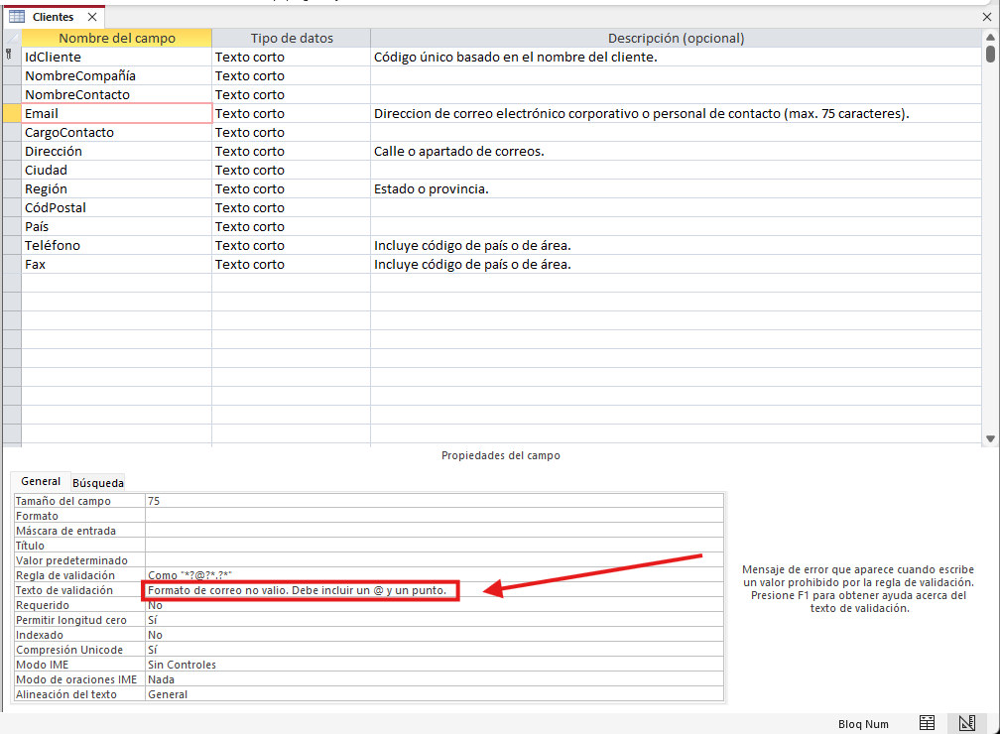 Clientes
Nombre del campo Tipo de datos Descripción (opcional)
IdCliente Texto corto Código único basado en el nombre del cliente.
NombreCompañía Texto corto
NombreContacto Texto corto
Email Texto corto Direccion de correo electrónico corporativo o personal de contacto (max. 75 caracteres).
CargoContacto Texto corto
Dirección Texto corto Calle o apartado de correos.
Ciudad Texto corto
Región Texto corto Estado o provincia.
CódPostal Texto corto
País Texto corto
Teléfono Texto corto Incluye código de país o de área.
Fax Texto corto Incluye código de país o de área.
Propiedades del campo
General Búsqueda
Tamaño del campo 75
Formato
Máscara de entrada
Título
Valor predeterminado
Regla de validación Como "*?@?*.?*"
Texto de validación Formato de correo no valio. Debe incluir un @ y un punto.
Requerido No
Permitir longitud cero Sí
Indexado No
Compresión Unicode Sí
Modo IME Sin Controles
Modo de oraciones IME Nada
Alineación del texto General
Mensaje de error que aparece cuando escribe
un valor prohibido por la regla de validación.
Presione F1 para obtener ayuda acerca del
texto de validación.
Bloq Num